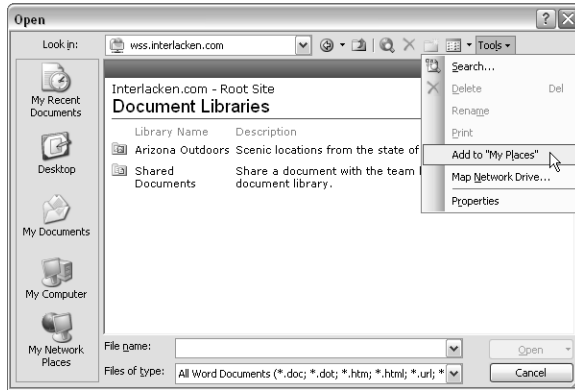 Open
Look in:
wss.interlacken.com
Tools
Search...
Delete Del
Rename
Print
Add to "My Places"
Map Network Drive...
Properties
My Recent
Documents
Desktop
My Documents
My Computer
My Network
Places
Interlacken.com - Root Site
Document Libraries
Library Name Description
Arizona Outdoors Scenic locations from the state of
Shared Share a document with the team
Documents document library.
File name:
Open
Files of type: All Word Documents (*.doc; *.dot; *.htm; *.html; *.url; *
Cancel